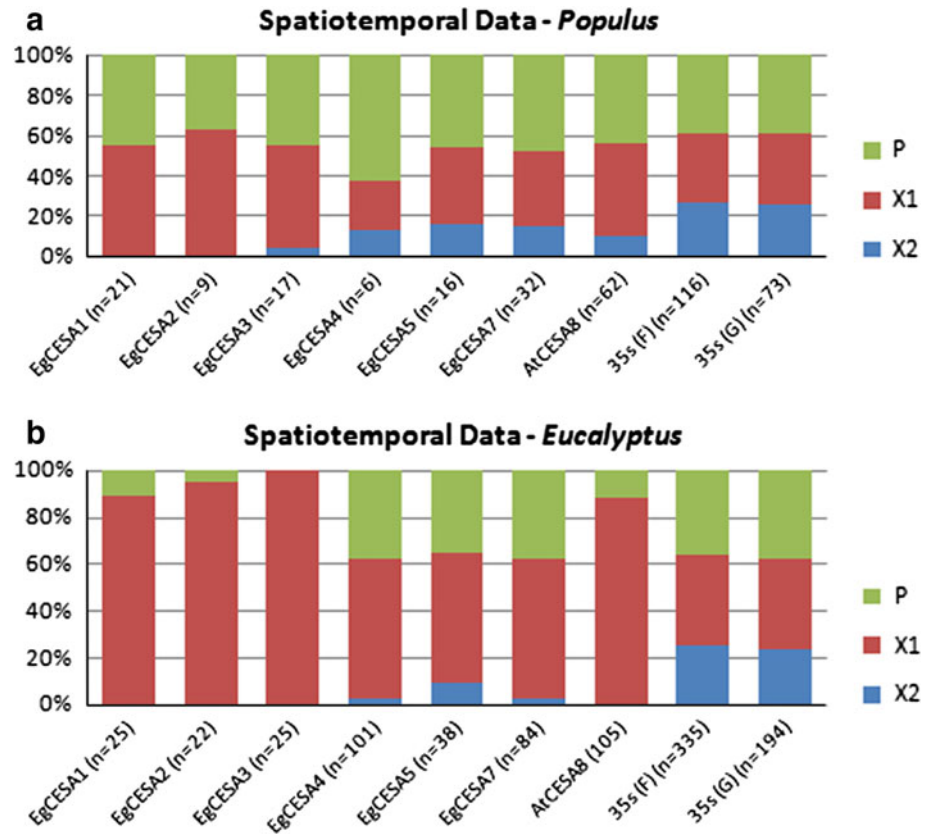 a
Spatiotemporal Data - Populus
100%
80%
60%
40%
20%
0%
P
X1
X2
EgCESA1 (n=21)
EgCESA2 (n=9)
EgCESA3 (n=17)
EgCESA4 (n=6)
EgCESA5 (n=16)
EgCESA7 (n=32)
AtCESA8 (n=62)
35s (F) (n=116)
35s (G) (n=73)
b
Spatiotemporal Data - Eucalyptus
100%
80%
60%
40%
20%
0%
P
X1
X2
EgCESA1 (n=25)
EgCESA2 (n=22)
EgCESA3 (n=25)
EgCESA4 (n=101)
EgCESA5 (n=38)
EgCESA7 (n=84)
AtCESA8 (105)
35s (F) (n=335)
35s (G) (n=194)